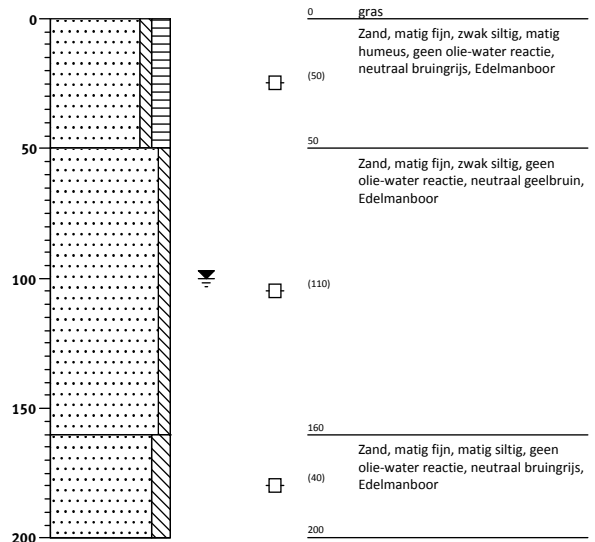 0
50
100
150
200
0
gras
Zand, matig fijn, zwak siltig, matig
humeus, geen olie-water reactie,
neutraal bruingrijs, Edelmanboor
(50)
50
Zand, matig fijn, zwak siltig, geen
olie-water reactie, neutraal geelbruin,
Edelmanboor
(110)
160
Zand, matig fijn, matig siltig, geen
olie-water reactie, neutraal bruingrijs,
Edelmanboor
(40)
200